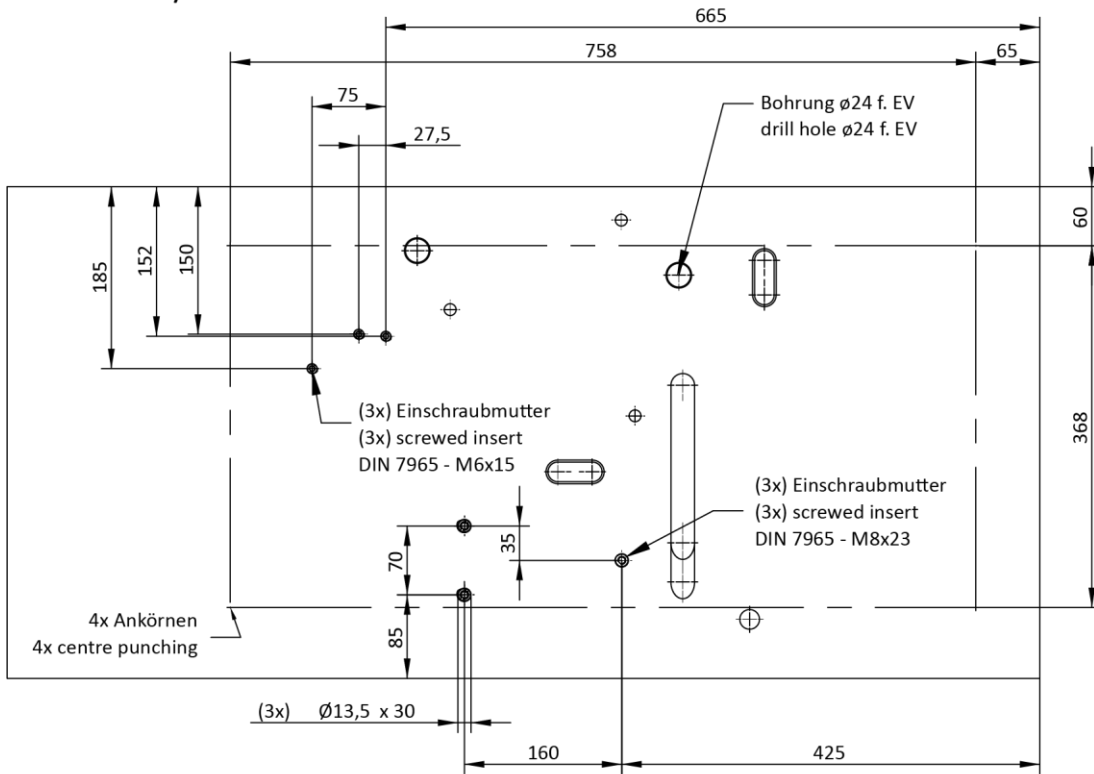 665
758
65
75
27,5
Bohrung ø24 f. EV
drill hole ø24 f. EV
185
152
150
60
368
(3x) Einschraubmutter
(3x) screwed insert
DIN 7965 - M6x15
(3x) Einschraubmutter
(3x) screwed insert
DIN 7965 - M8x23
70
35
85
4x Ankörnen
4x centre punching
(3x) Ø13,5 x 30
160
425